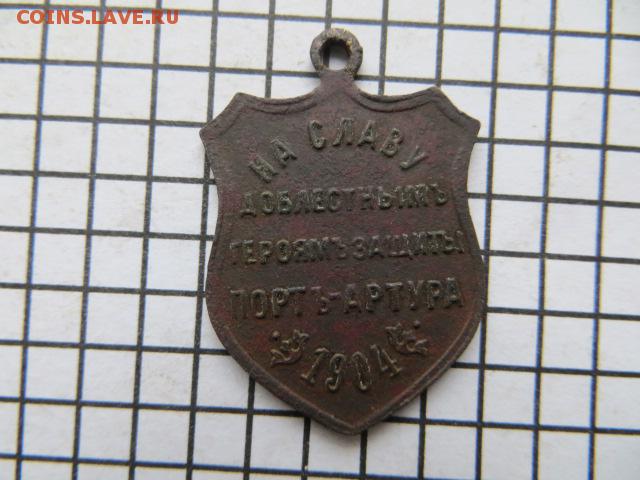 COINS.LAVE.RU
НА СЛАВУ
ДОБЛЕСТНЫМЪ
ГЕРОЯМЪ ЗАЩИТЫ
ПОРТЪ-АРТУРА
1904